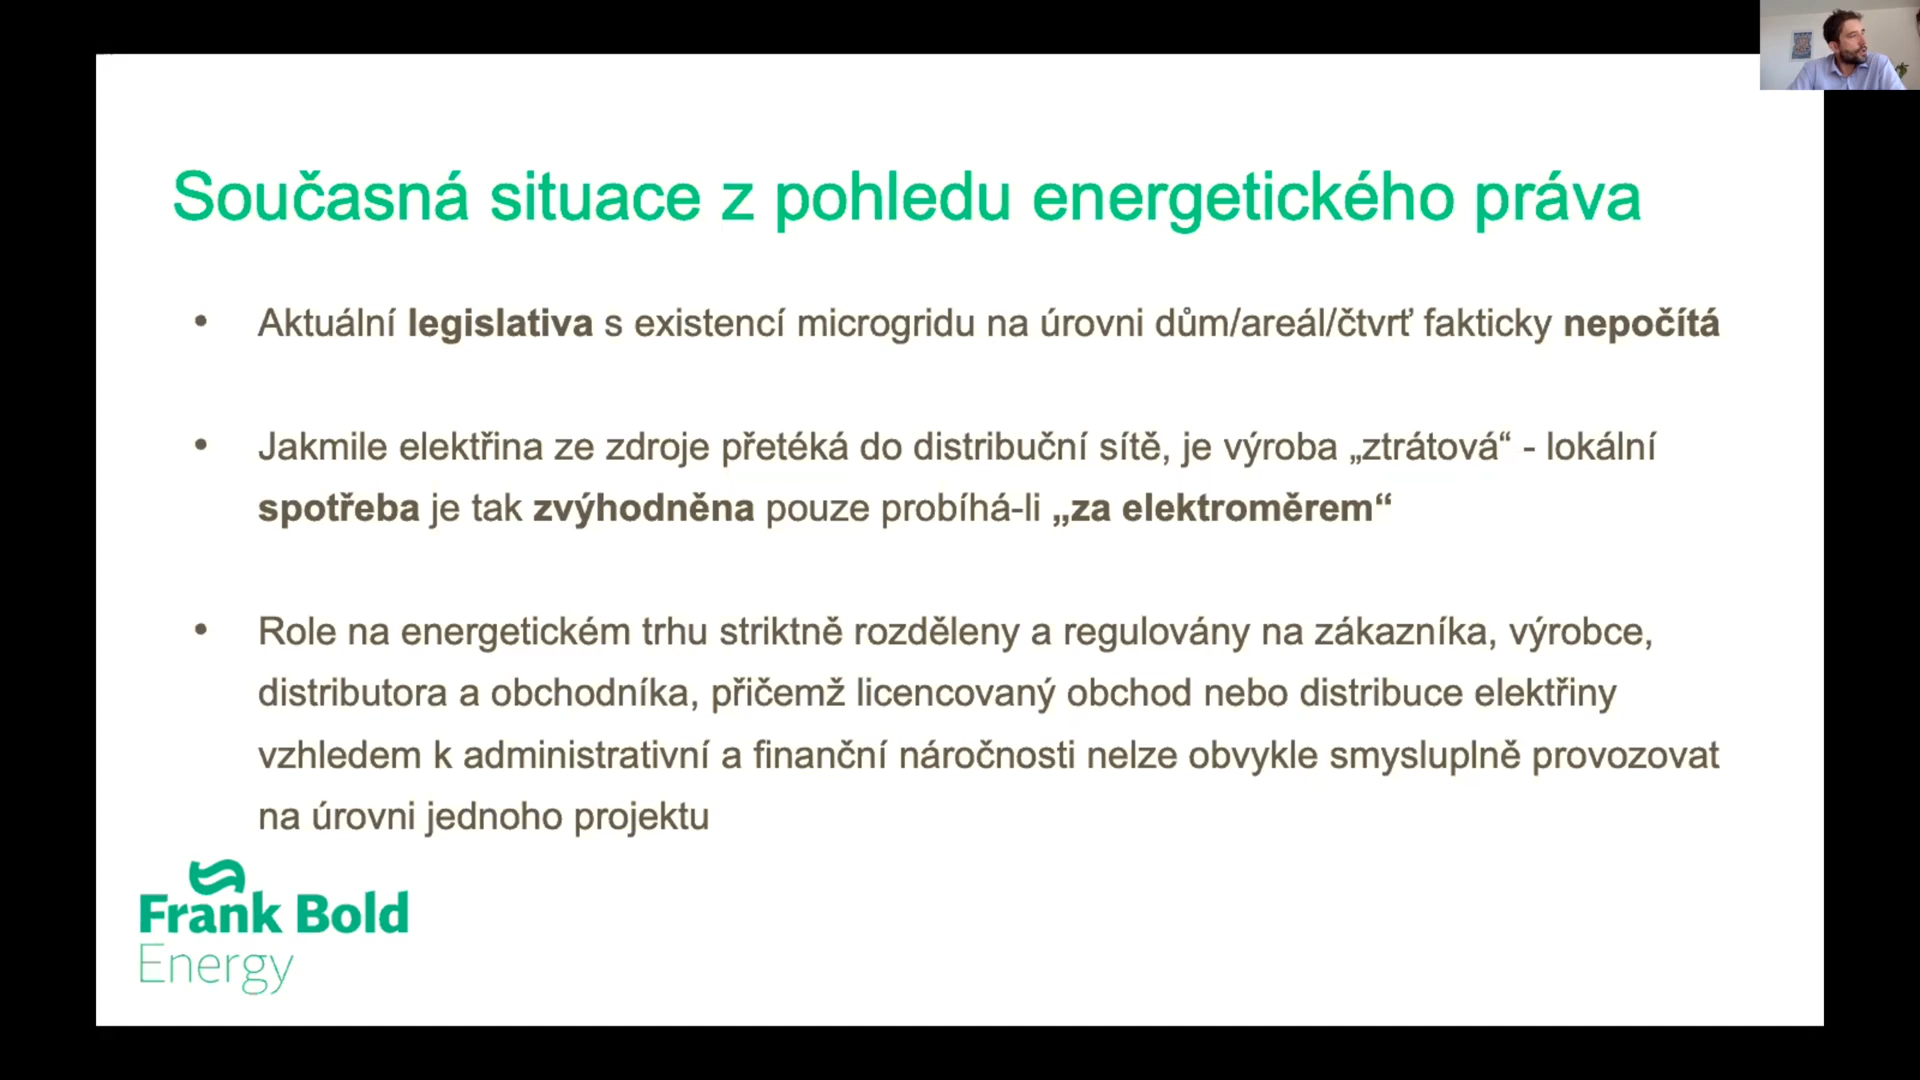 Současná situace z pohledu energetického práva
• Aktuální legislativa s existencí microgridu na úrovni dům/areál/čtvrť fakticky nepočítá
• Jakmile elektřina ze zdroje přetéká do distribuční sítě, je výroba „ztrátová“ - lokální
spotřeba je tak zvýhodněna pouze probíhá-li „za elektroměrem“
• Role na energetickém trhu striktně rozděleny a regulovány na zákazníka, výrobce,
distributora a obchodníka, přičemž licencovaný obchod nebo distribuce elektřiny
vzhledem k administrativní a finanční náročnosti nelze obvykle smysluplně provozovat
na úrovni jednoho projektu
Frank Bold
Energy